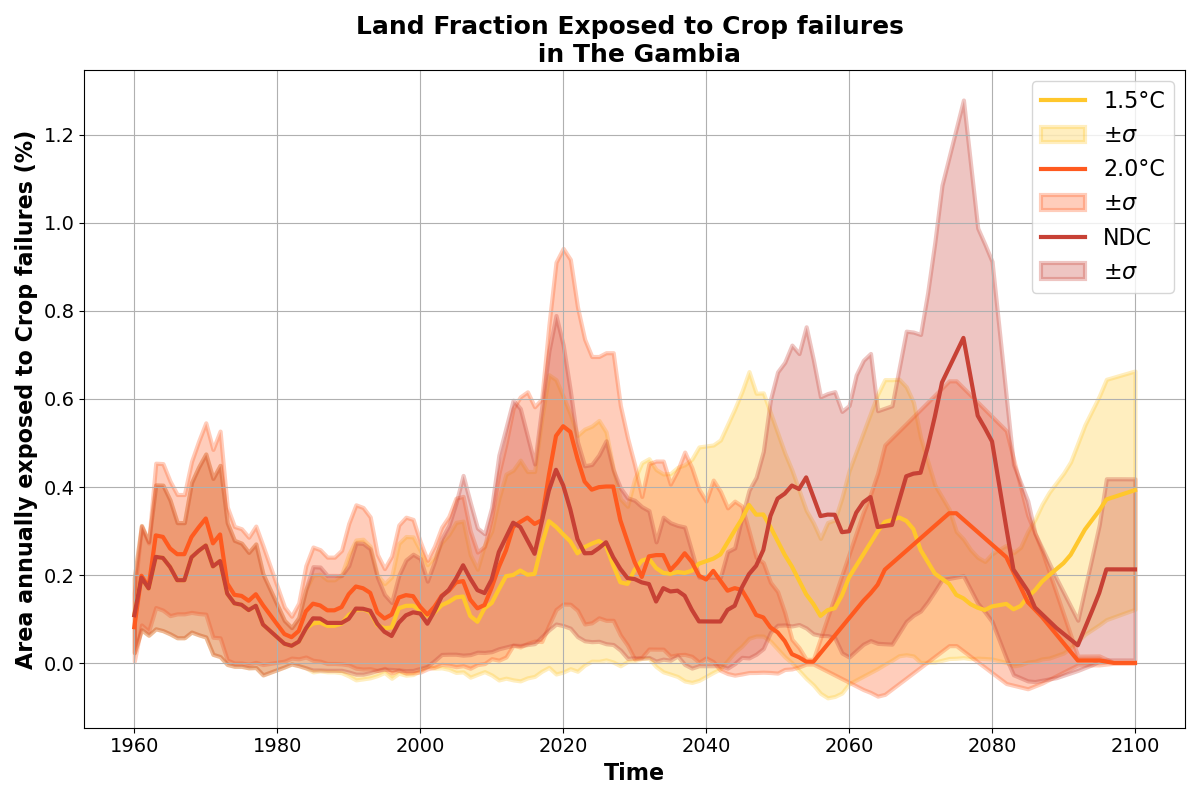 Land Fraction Exposed to Crop failures
in The Gambia
Area annually exposed to Crop failures (%)
1.2
1.0
0.8
0.6
0.4
0.2
0.0
1960 1980 2000 2020 2040 2060 2080 2100
Time
1.5°C
±σ
2.0°C
±σ
NDC
±σ